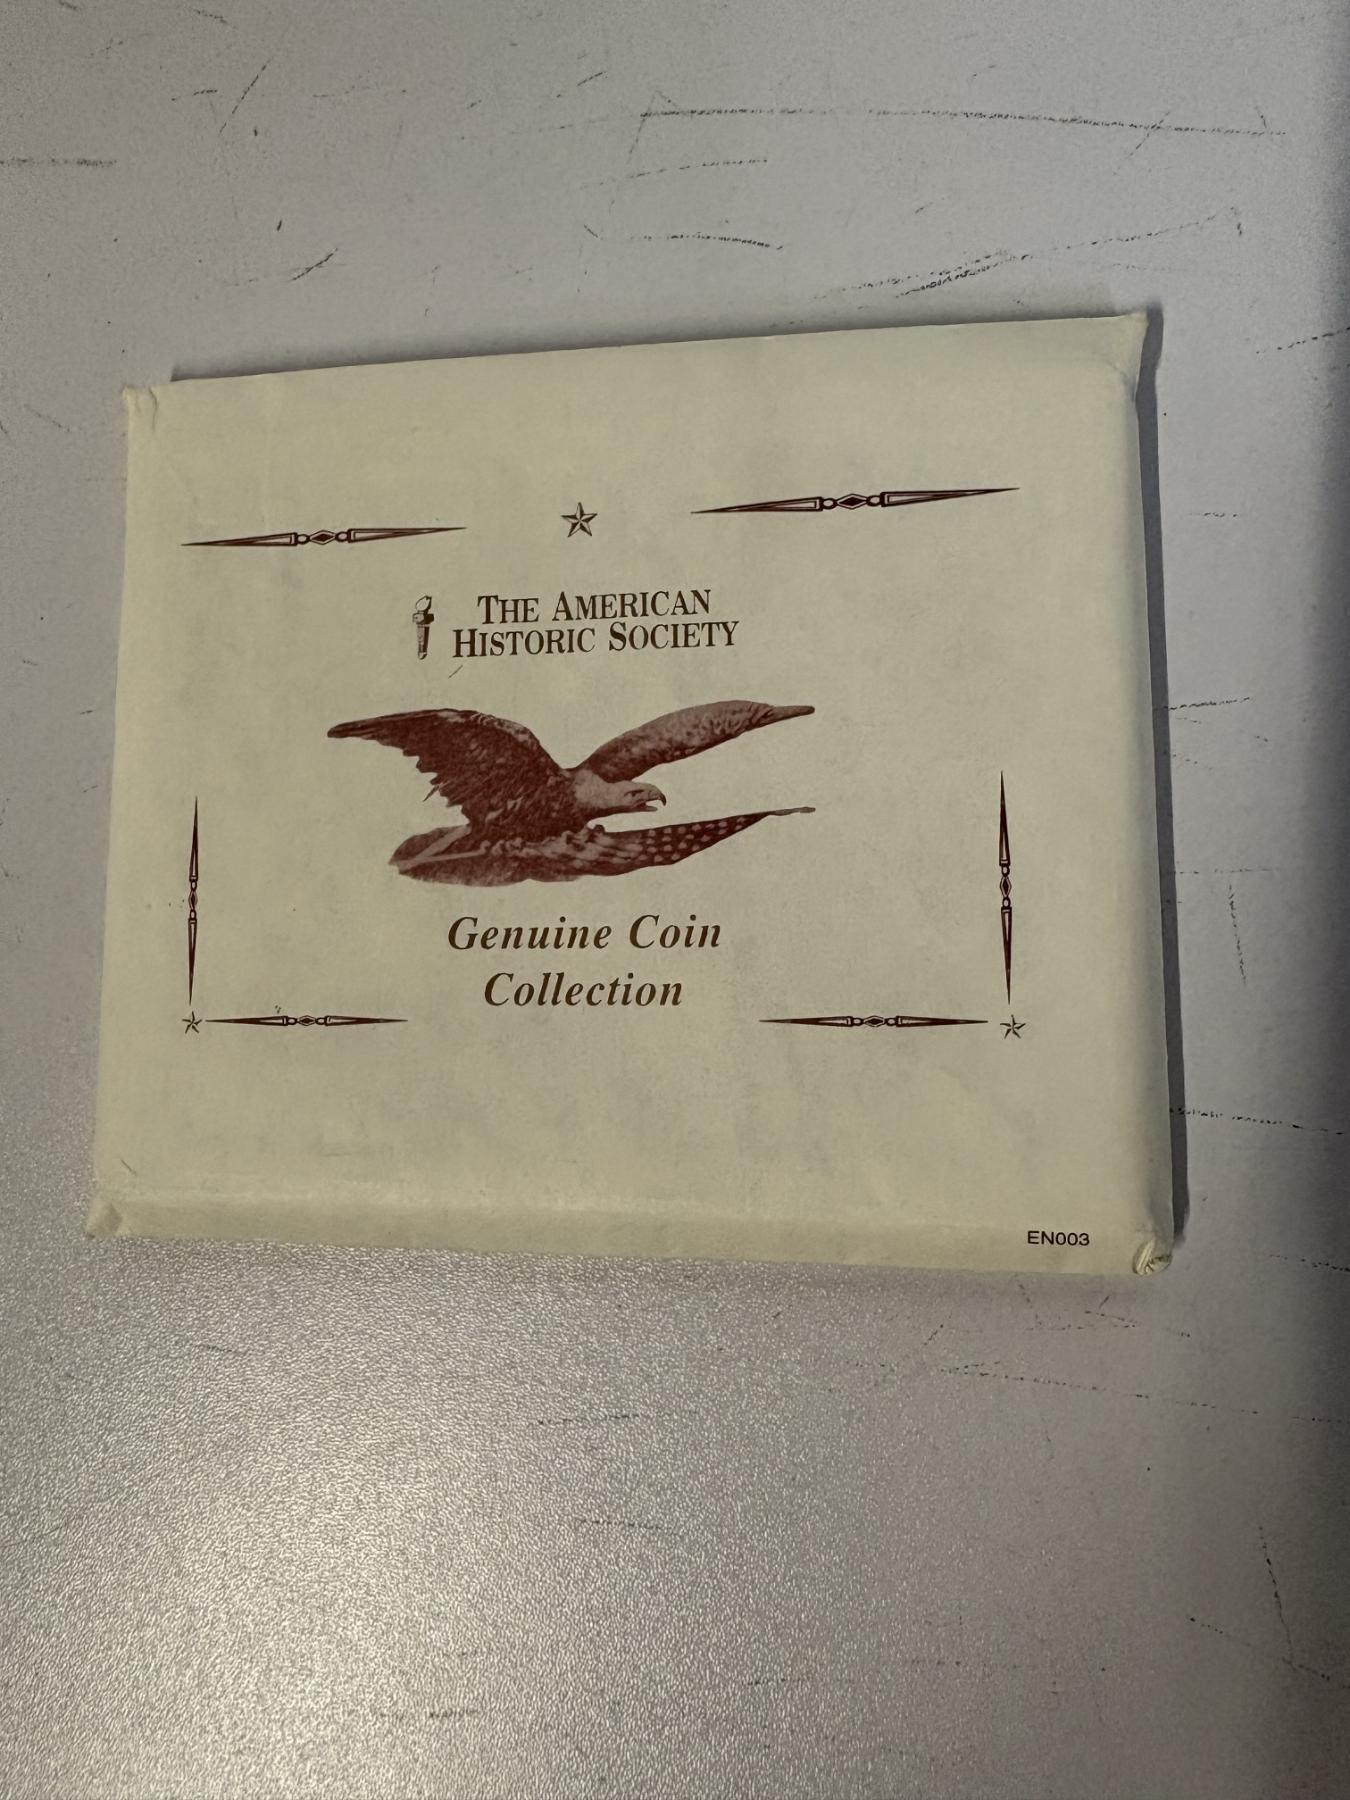 THE AMERICAN
HISTORIC SOCIETY
Genuine Coin
Collection
EN003